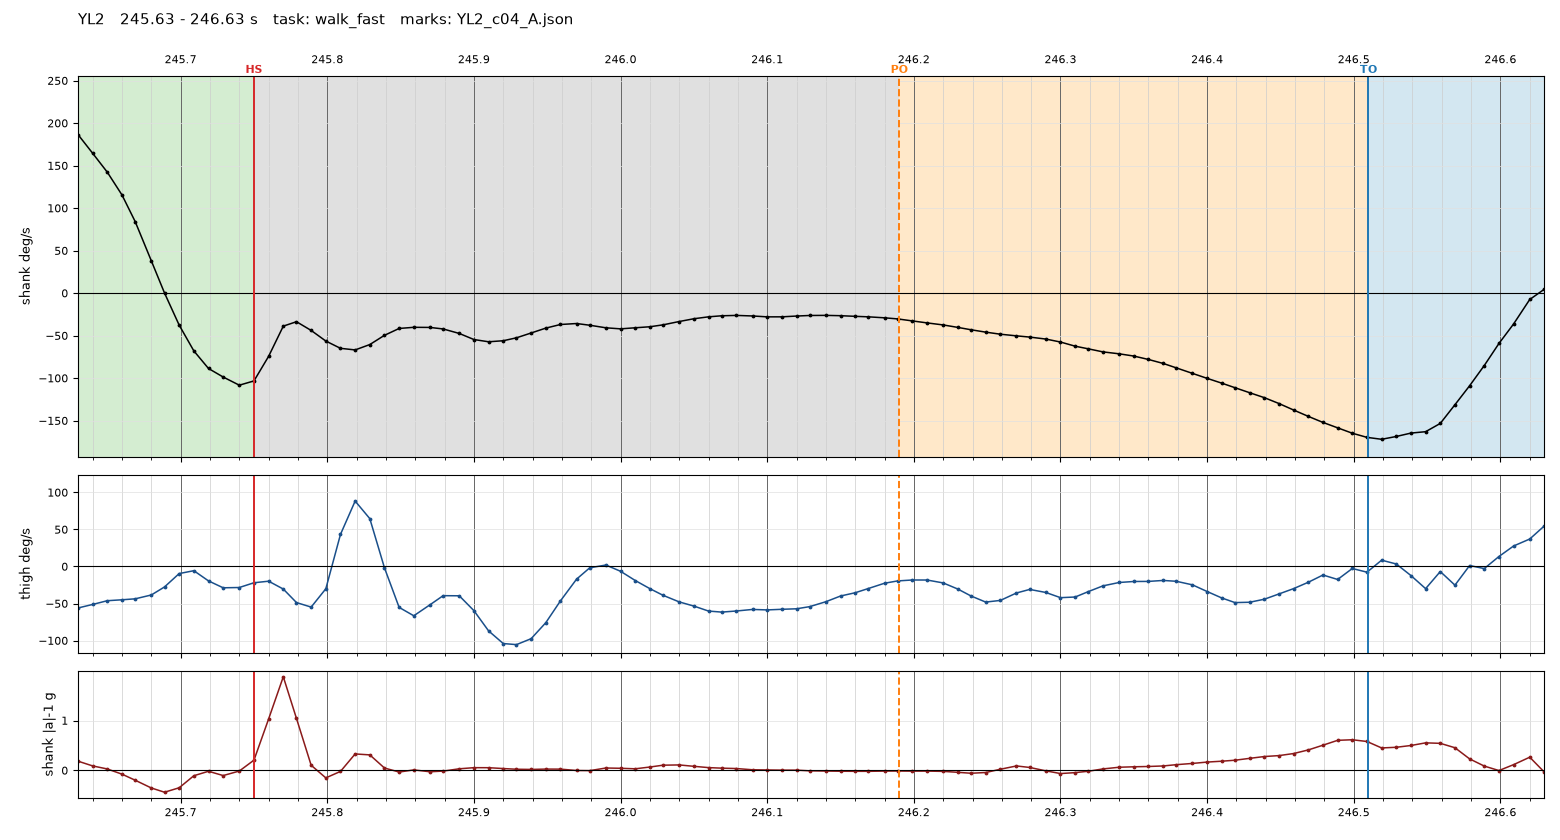 YL2   245.63 - 246.63 s   task: walk_fast   marks: YL2_c04_A.json
245.7 245.8 245.9 246.0 246.1 246.2 246.3 246.4 246.5 246.6
HS PO TO
250
200
150
100
50
0
−50
−100
−150
shank deg/s
100
50
0
−50
−100
thigh deg/s
1
0
shank |a|-1 g
245.7 245.8 245.9 246.0 246.1 246.2 246.3 246.4 246.5 246.6